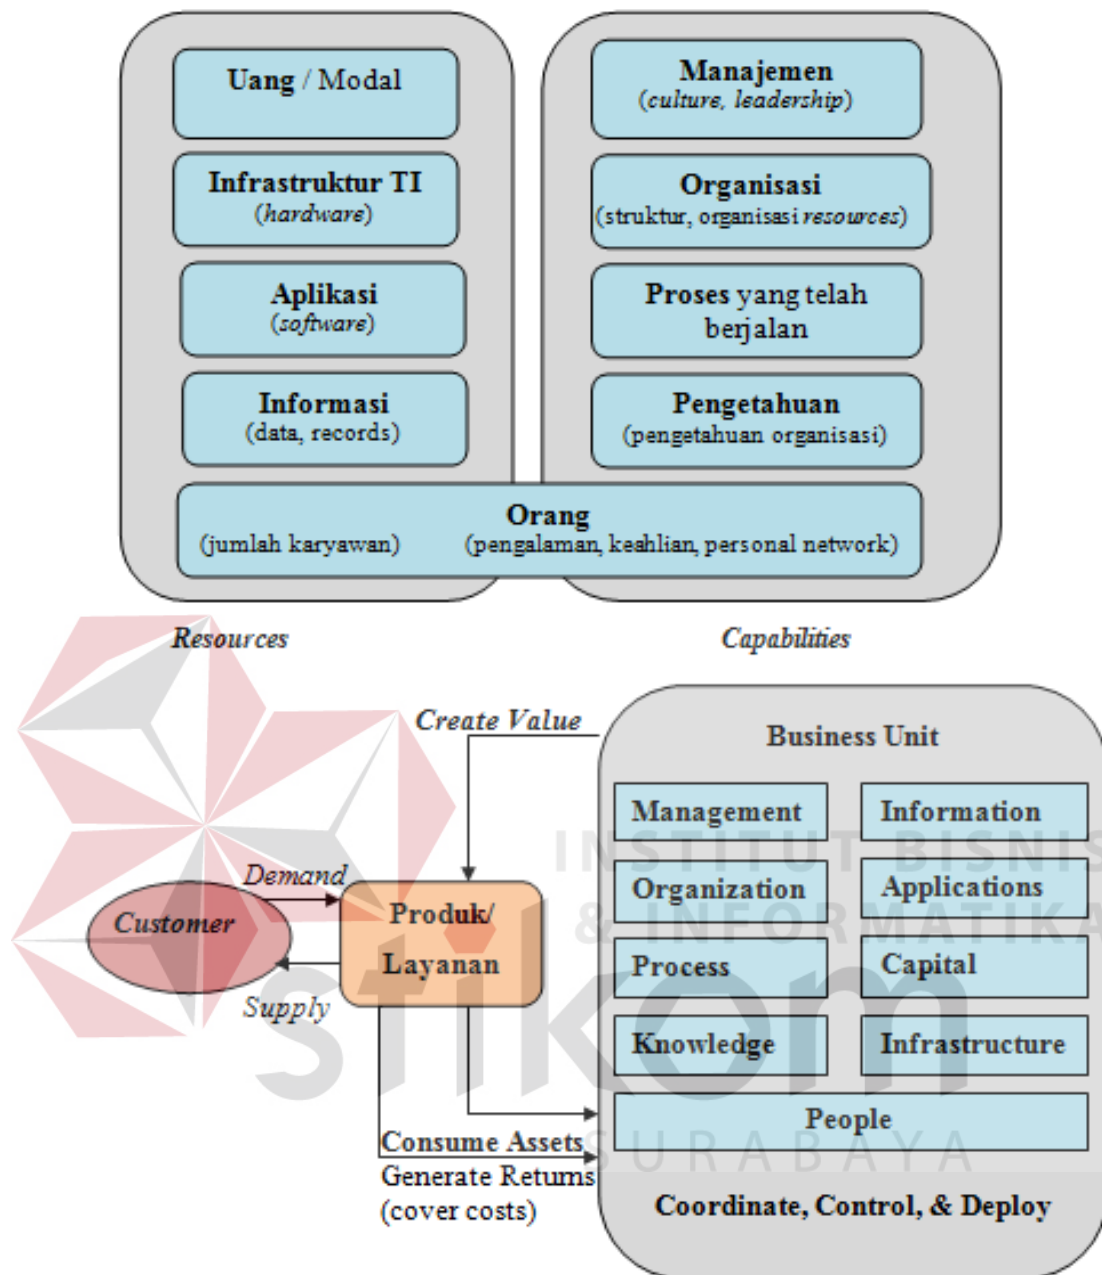 Uang / Modal
Infrastruktur TI
(hardware)
Aplikasi
(software)
Informasi
(data, records)
Manajemen
(culture, leadership)
Organisasi
(struktur, organisasi resources)
Proses yang telah
berjalan
Pengetahuan
(pengetahuan organisasi)
Orang
(jumlah karyawan) (pengalaman, keahlian, personal network)
Resources
Capabilities
Create Value
Business Unit
Management
Information
Organization
Applications
Process
Capital
Knowledge
Infrastructure
People
Coordinate, Control, & Deploy
Demand
Customer
Produk/
Layanan
Supply
Consume Assets
Generate Returns
(cover costs)
INSTITUT BISNIS
& INFORMATIKA
stikom
SURABAYA